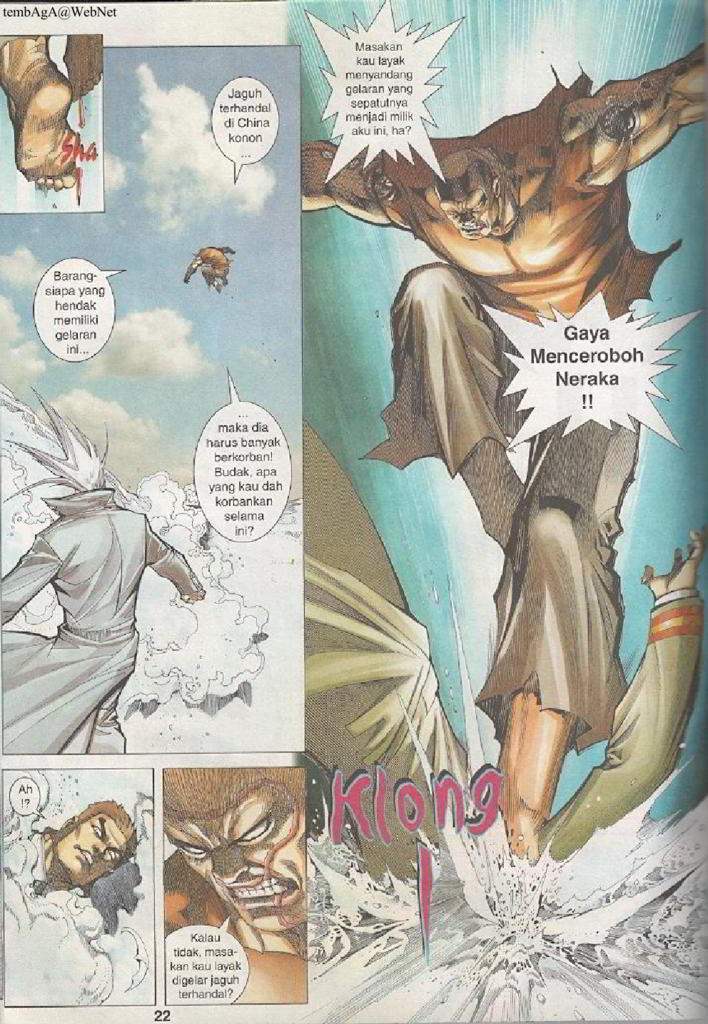 tembAgA@WebNet
Sha
Jaguh
terhandal
di China
konon
...
Barang-
siapa yang
hendak
memiliki
gelaran
ini...
...
maka dia
harus banyak
berkorban!
Budak, apa
yang kau dah
korbankan
selama
ini?
Ah
!?
Kalau
tidak, masa-
kan kau layak
digelar jaguh
terhandal?
22
Masakan
kau layak
menyandang
gelaran yang
sepatutnya
menjadi milik
aku ini, ha?
Gaya
Menceroboh
Neraka
!!
Klong
!